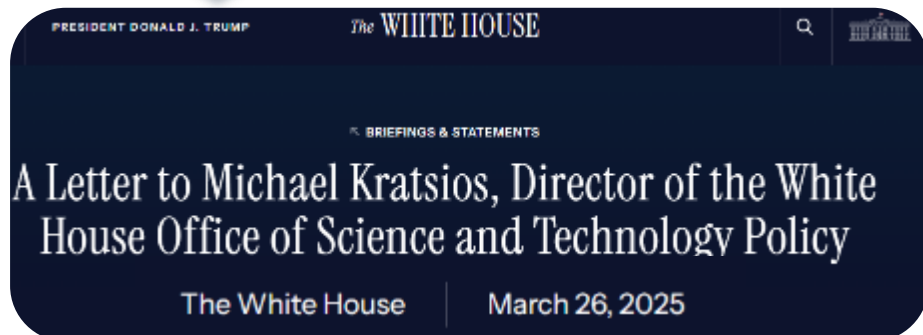 PRESIDENT DONALD J. TRUMP The WHITE HOUSE
BRIEFINGS & STATEMENTS
A Letter to Michael Kratsios, Director of the White
House Office of Science and Technology Policy
The White House March 26, 2025